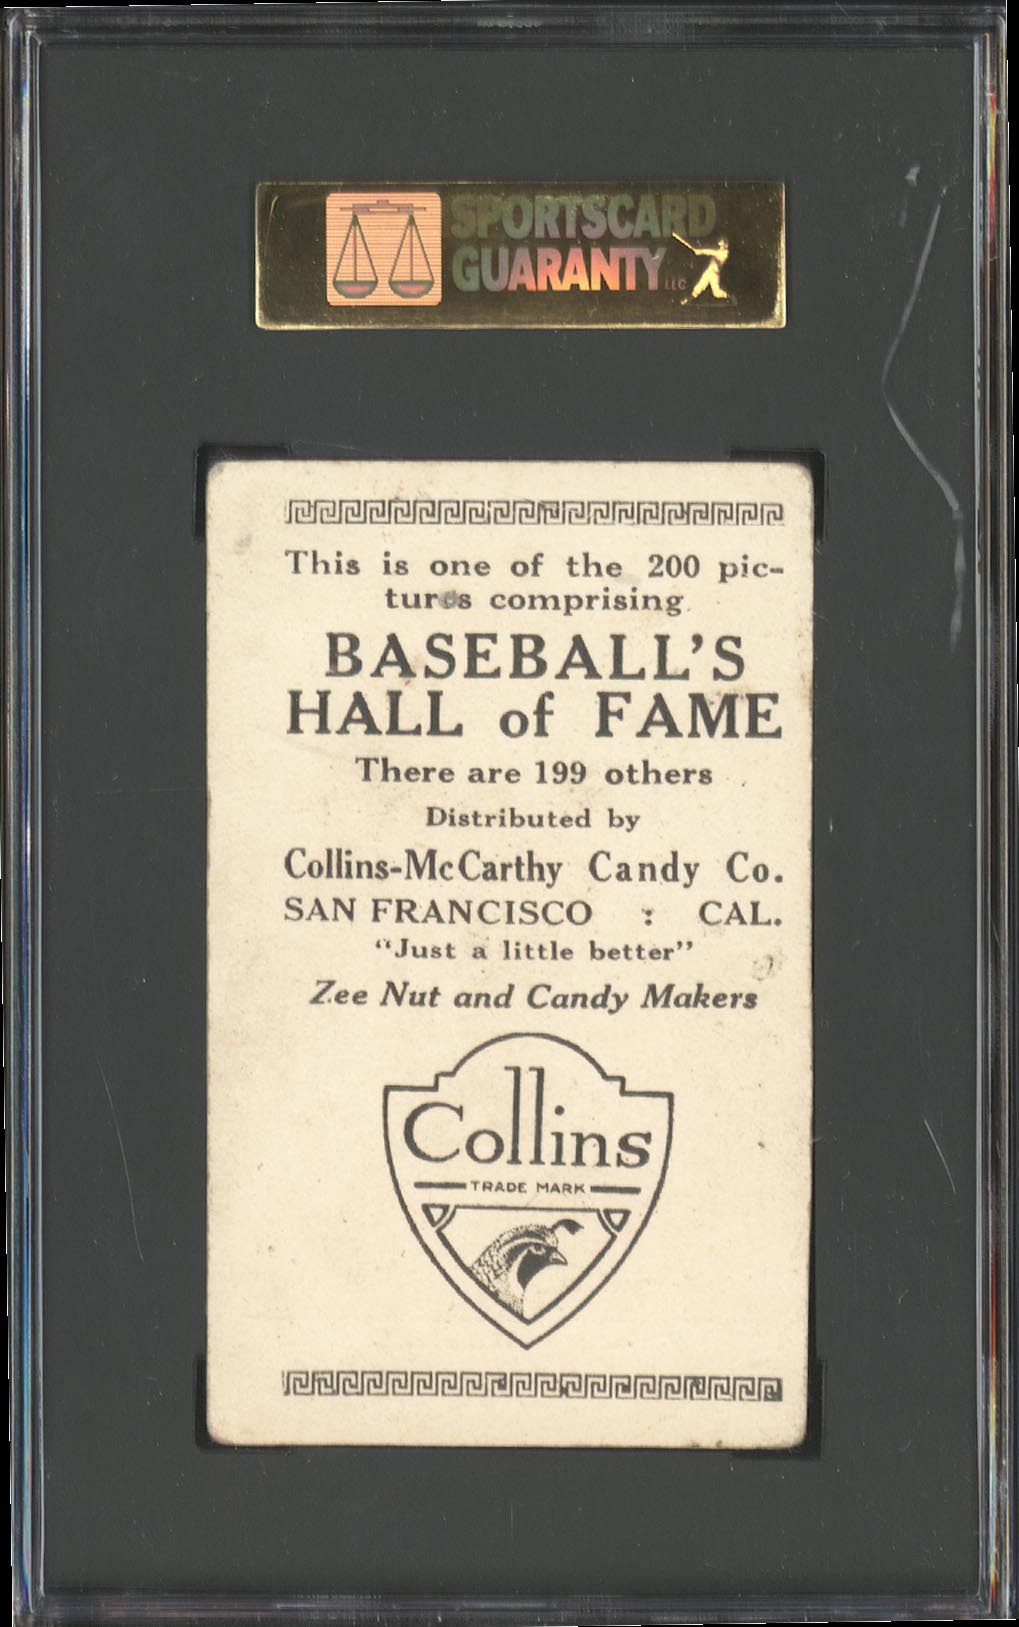 SPORTSCARD
GUARANTY LLC
This is one of the 200 pic-
tures comprising
BASEBALL'S
HALL of FAME
There are 199 others
Distributed by
Collins-McCarthy Candy Co.
SAN FRANCISCO : CAL.
"Just a little better"
Zee Nut and Candy Makers
Collins
TRADE MARK